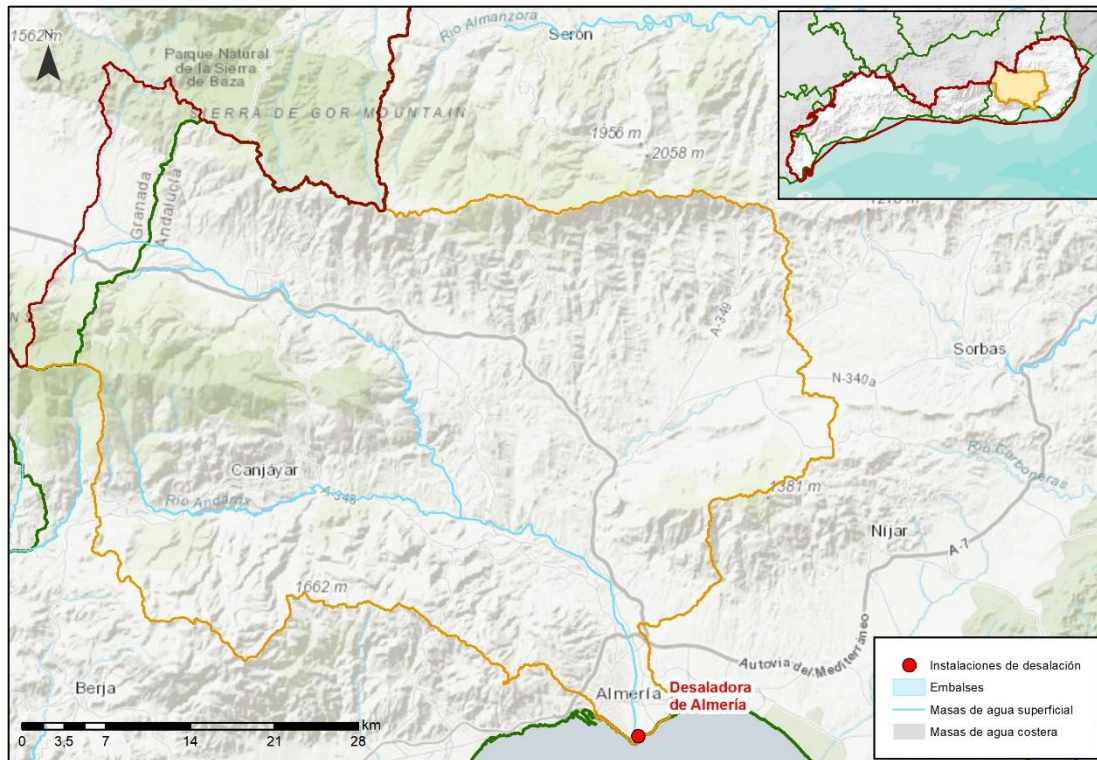 1562 m
N
Parque Natural
de la Sierra
de Baza
SIERRA DE GOR MOUNTAIN
Río Almanzora
Serón
1956 m
2058 m
Granada
Andalucía
A-349
Sorbas
N-340a
Canjáyar
Río Andarax
A-348
Río Carboneras
1381 m
Níjar
A-7
1662 m
Autovía del Mediterráneo
Berja
Almería
Desaladora
de Almería
km
0 3,5 7 14 21 28
Instalaciones de desalación
Embalses
Masas de agua superficial
Masas de agua costera